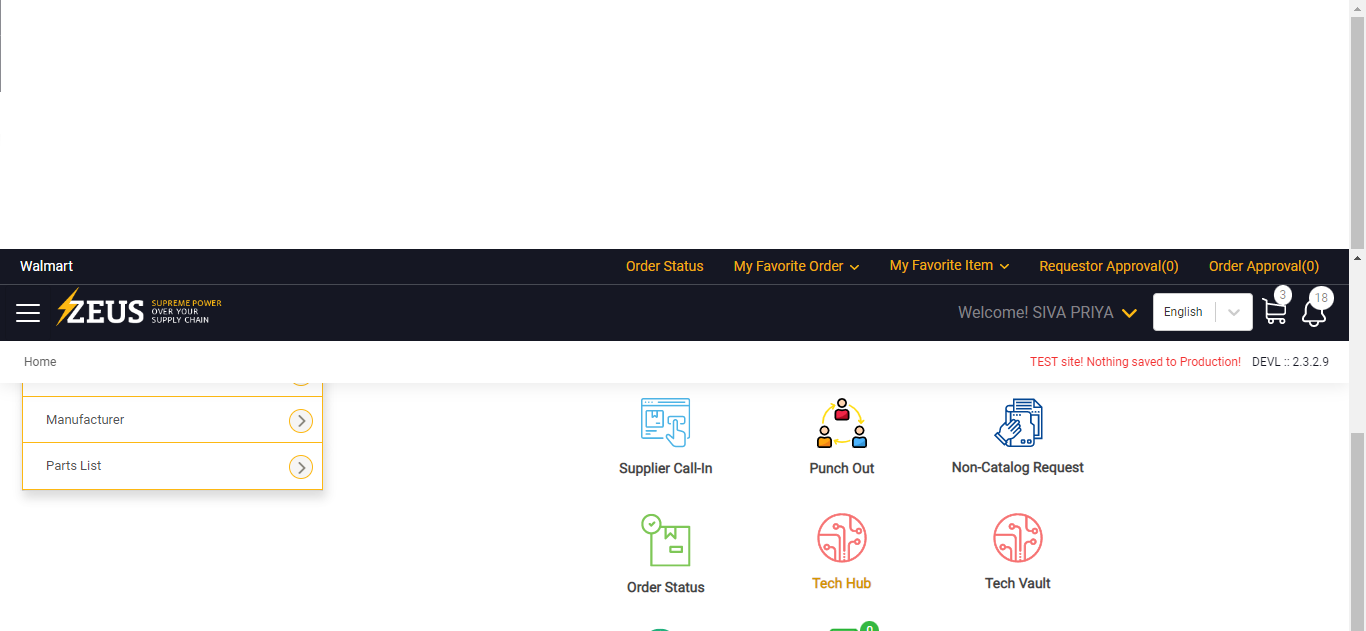 Walmart
Order Status
My Favorite Order
My Favorite Item
Requestor Approval(0)
Order Approval(0)
ZEUS
SUPREME POWER
OVER YOUR
SUPPLY CHAIN
Welcome! SIVA PRIYA
English
3
18
Home
TEST site! Nothing saved to Production!
DEVL :: 2.3.2.9
Manufacturer
Parts List
Supplier Call-In
Punch Out
Non-Catalog Request
Order Status
Tech Hub
Tech Vault
0